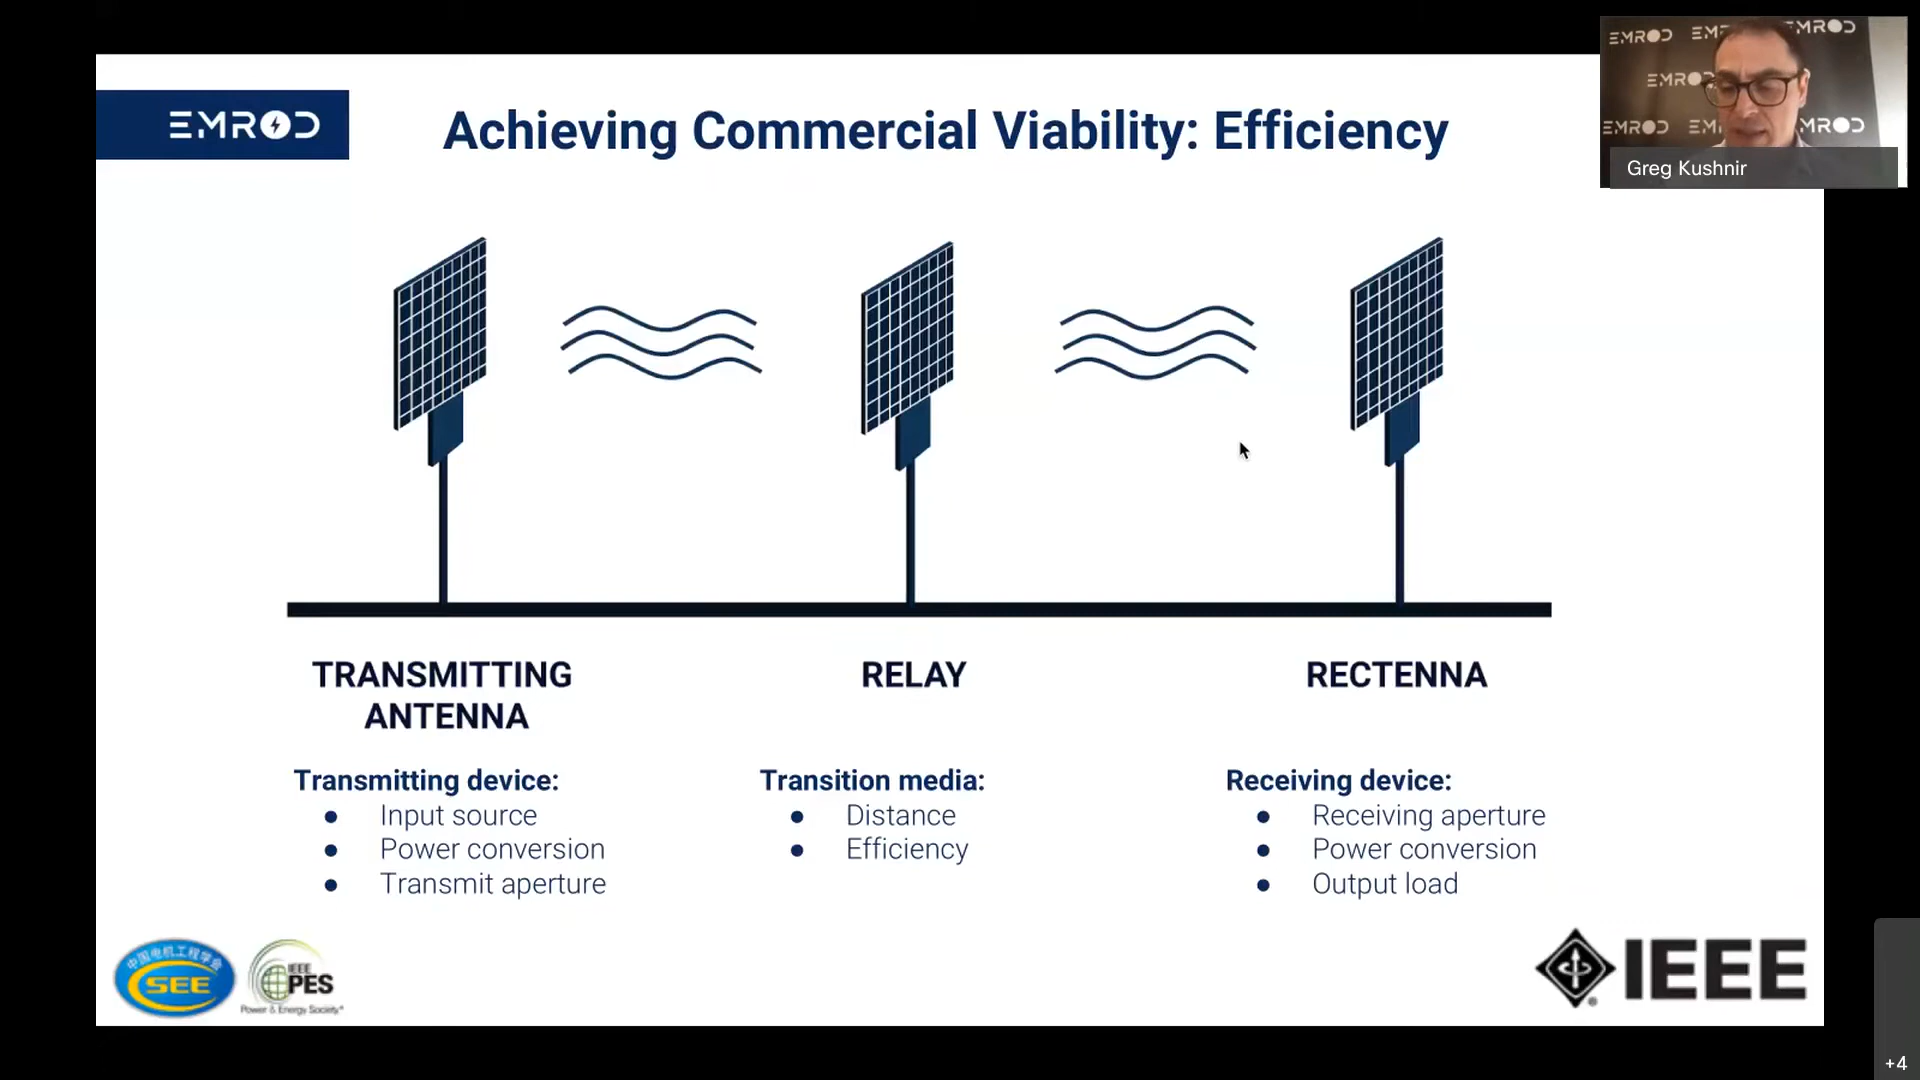 EMROD
Achieving Commercial Viability: Efficiency
EMROD EM EMROD
EMROD
EMROD EM MROD
Greg Kushnir
TRANSMITTING
ANTENNA
RELAY
RECTENNA
Transmitting device:
● Input source
● Power conversion
● Transmit aperture
Transition media:
● Distance
● Efficiency
Receiving device:
● Receiving aperture
● Power conversion
● Output load
中国电机工程学会
SEE
IEEE
PES
Power & Energy Society®
IEEE
+4